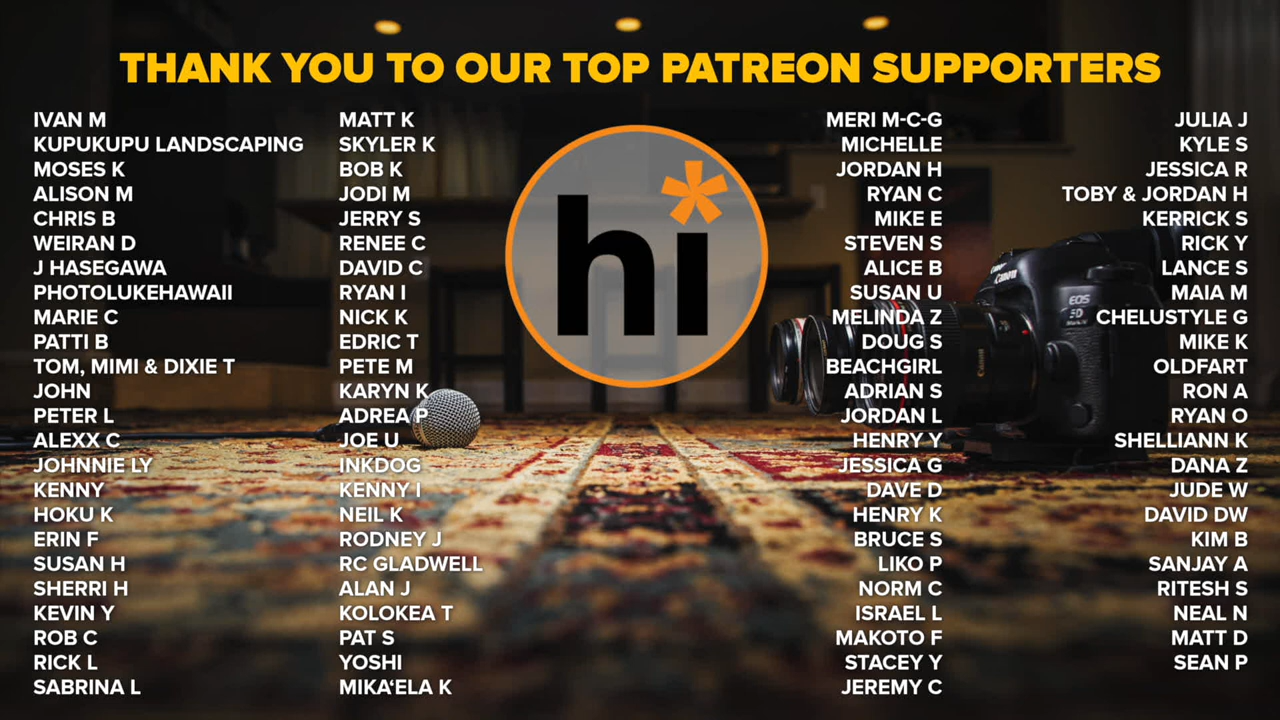 THANK YOU TO OUR TOP PATREON SUPPORTERS
IVAN M
KUPUKUPU LANDSCAPING
MOSES K
ALISON M
CHRIS B
WEIRAN D
J HASEGAWA
PHOTOLUKEHAWAII
MARIE C
PATTI B
TOM, MIMI & DIXIE T
JOHN
PETER L
ALEXX C
JOHNNIE LY
KENNY
HOKU K
ERIN F
SUSAN H
SHERRI H
KEVIN Y
ROB C
RICK L
SABRINA L
MATT K
SKYLER K
BOB K
JODI M
JERRY S
RENEE C
DAVID C
RYAN I
NICK K
EDRIC T
PETE M
KARYN K
ADREA P
JOE U
INKDOG
KENNY I
NEIL K
RODNEY J
RC GLADWELL
ALAN J
KOLOKEA T
PAT S
YOSHI
MIKAʻELA K
hi*
MERI M-C-G
MICHELLE
JORDAN H
RYAN C
MIKE E
STEVEN S
ALICE B
SUSAN U
MELINDA Z
DOUG S
BEACHGIRL
ADRIAN S
JORDAN L
HENRY Y
JESSICA G
DAVE D
HENRY K
BRUCE S
LIKO P
NORM C
ISRAEL L
MAKOTO F
STACEY Y
JEREMY C
JULIA J
KYLE S
JESSICA R
TOBY & JORDAN H
KERRICK S
RICK Y
LANCE S
MAIA M
CHELUSTYLE G
MIKE K
OLDFART
RON A
RYAN O
SHELLIANN K
DANA Z
JUDE W
DAVID DW
KIM B
SANJAY A
RITESH S
NEAL N
MATT D
SEAN P
Canon
EOS
5D
Canon